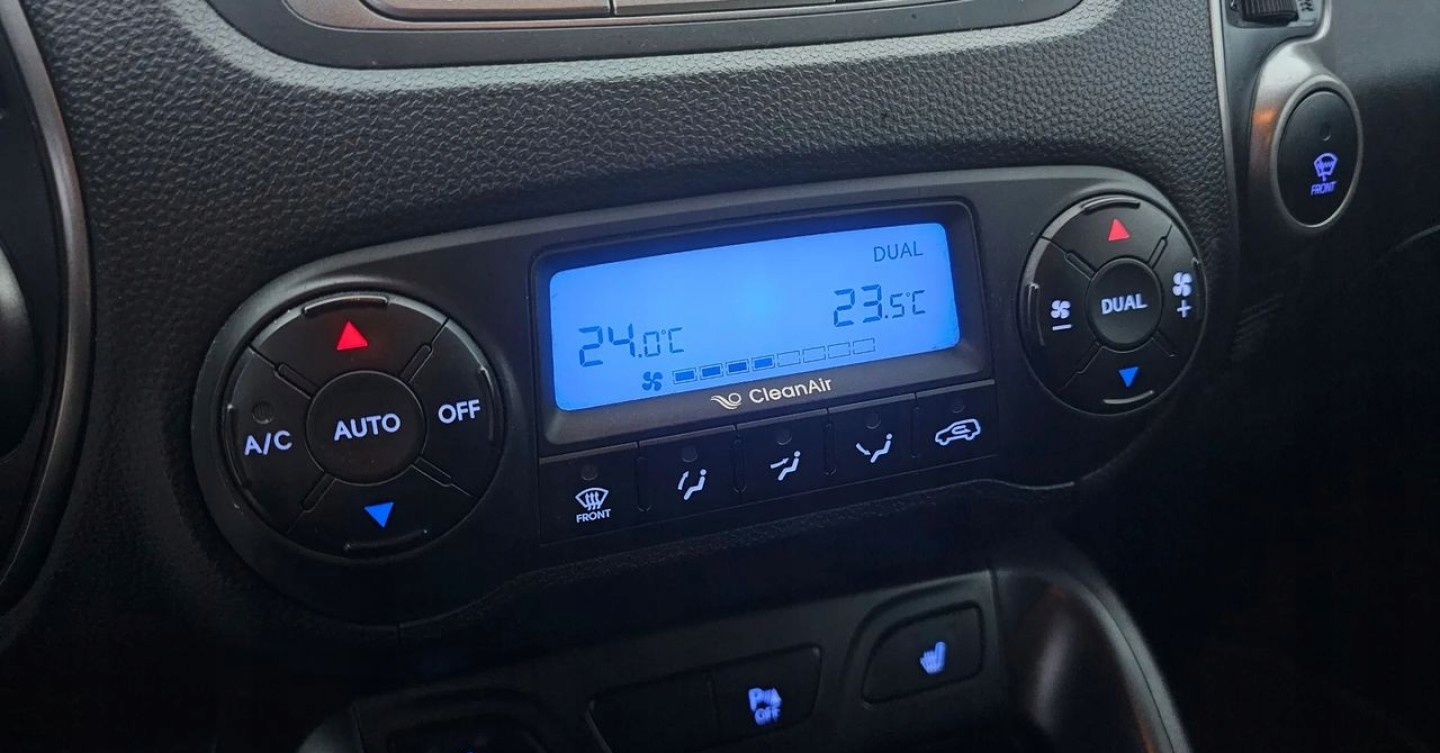 DUAL
24.0°C
23.5°C
CleanAir
A/C
AUTO
OFF
DUAL
+
−
FRONT
FRONT
P
OFF